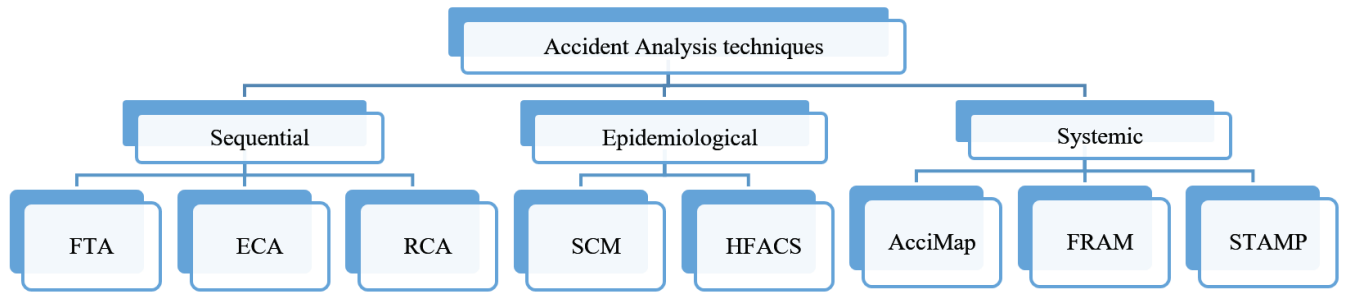 Accident Analysis techniques
Sequential
Epidemiological
Systemic
FTA
ECA
RCA
SCM
HFACS
AcciMap
FRAM
STAMP